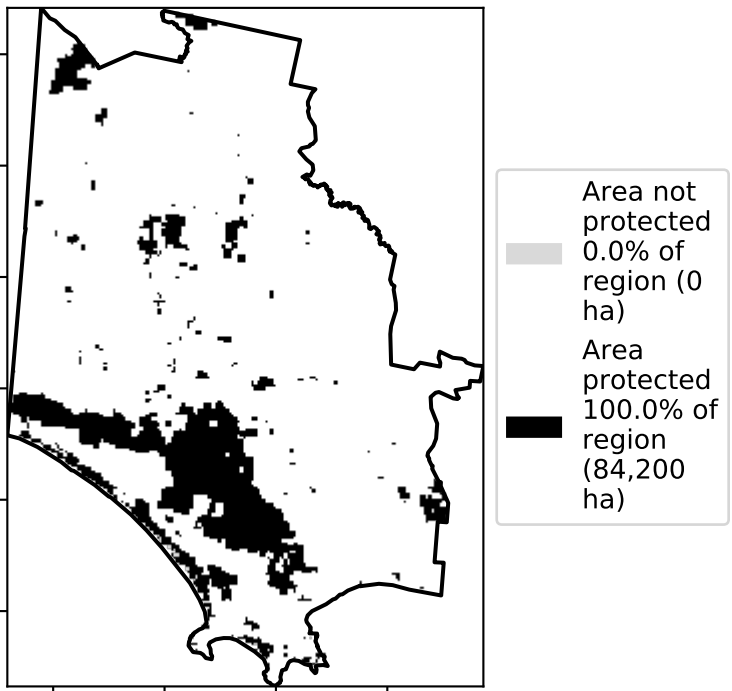 Area not
protected
0.0% of
region (0
ha)
Area
protected
100.0% of
region
(84,200
ha)